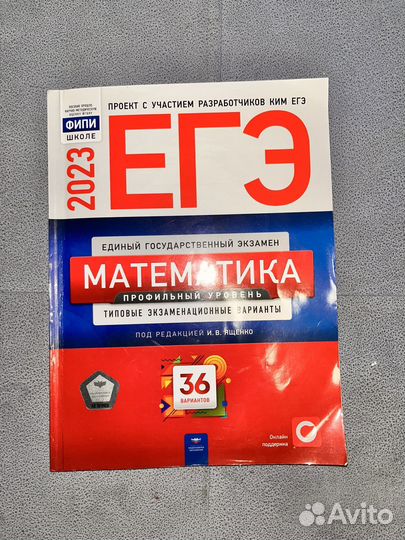 ПРОЕКТ С УЧАСТИЕМ РАЗРАБОТЧИКОВ КИМ ЕГЭ
ФИПИ
ШКОЛЕ
2023
ЕГЭ
ЕДИНЫЙ ГОСУДАРСТВЕННЫЙ ЭКЗАМЕН
МАТЕМАТИКА
ПРОФИЛЬНЫЙ УРОВЕНЬ
ТИПОВЫЕ ЭКЗАМЕНАЦИОННЫЕ ВАРИАНТЫ
ПОД РЕДАКЦИЕЙ И. В. ЯЩЕНКО
36
ВАРИАНТОВ
Онлайн
поддержка
Avito